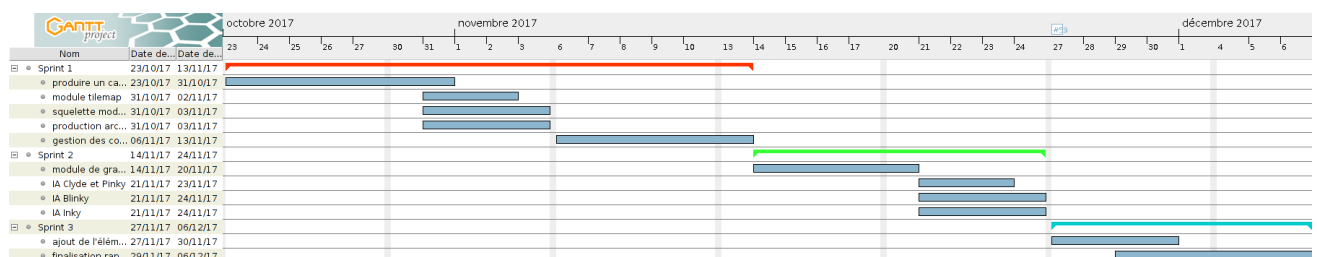 GANTT
project
octobre 2017 novembre 2017 décembre 2017
23 24 25 26 27 30 31 1 2 3 6 7 8 9 10 13 14 15 16 17 20 21 22 23 24 27 28 29 30 1 4 5 6
Nom Date de... Date de...
Sprint 1 23/10/17 13/11/17
produire un ca... 23/10/17 31/10/17
module tilemap 31/10/17 02/11/17
squelette mod... 31/10/17 03/11/17
production arc... 31/10/17 03/11/17
gestion des co... 06/11/17 13/11/17
Sprint 2 14/11/17 24/11/17
module de gra... 14/11/17 20/11/17
IA Clyde et Pinky 21/11/17 23/11/17
IA Blinky 21/11/17 24/11/17
IA Inky 21/11/17 24/11/17
Sprint 3 27/11/17 06/12/17
ajout de l'élém... 27/11/17 30/11/17
finalisation rap... 29/11/17 06/12/17